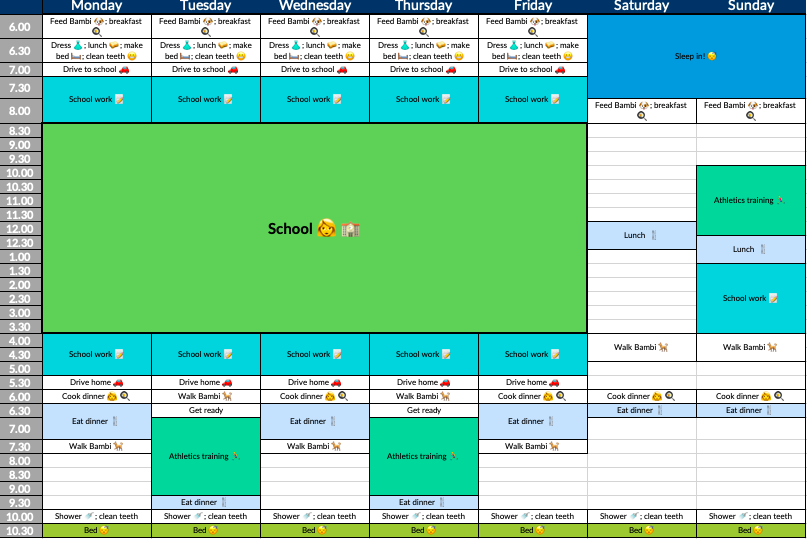 Monday Tuesday Wednesday Thursday Friday Saturday Sunday
6.00 Feed Bambi 🐶; breakfast 🍳 Feed Bambi 🐶; breakfast 🍳 Feed Bambi 🐶; breakfast 🍳 Feed Bambi 🐶; breakfast 🍳 Feed Bambi 🐶; breakfast 🍳
6.30 Dress 👗; lunch 🥪; make bed 🛏; clean teeth 😁 Dress 👗; lunch 🥪; make bed 🛏; clean teeth 😁 Dress 👗; lunch 🥪; make bed 🛏; clean teeth 😁 Dress 👗; lunch 🥪; make bed 🛏; clean teeth 😁 Dress 👗; lunch 🥪; make bed 🛏; clean teeth 😁 Sleep in! 😴
7.00 Drive to school 🚗 Drive to school 🚗 Drive to school 🚗 Drive to school 🚗 Drive to school 🚗
7.30 School work 📝 School work 📝 School work 📝 School work 📝 School work 📝
8.00 Feed Bambi 🐶; breakfast 🍳 Feed Bambi 🐶; breakfast 🍳
8.30
9.00
9.30
10.00
10.30
11.00 Athletics training 🏃
11.30
12.00 School 👩 🏫 Lunch 🍴
12.30
1.00 Lunch 🍴
1.30
2.00
2.30 School work 📝
3.00
3.30
4.00
4.30 School work 📝 School work 📝 School work 📝 School work 📝 School work 📝 Walk Bambi 🐕 Walk Bambi 🐕
5.00
5.30 Drive home 🚗 Drive home 🚗 Drive home 🚗 Drive home 🚗 Drive home 🚗
6.00 Cook dinner 👩 🍳 Walk Bambi 🐕 Cook dinner 👩 🍳 Walk Bambi 🐕 Cook dinner 👩 🍳 Cook dinner 👩 🍳 Cook dinner 👩 🍳
6.30 Get ready Get ready Eat dinner 🍴 Eat dinner 🍴
7.00 Eat dinner 🍴 Eat dinner 🍴 Eat dinner 🍴
7.30 Walk Bambi 🐕 Walk Bambi 🐕 Walk Bambi 🐕
8.00 Athletics training 🏃 Athletics training 🏃
8.30
9.00
9.30 Eat dinner 🍴 Eat dinner 🍴
10.00 Shower 🚿; clean teeth Shower 🚿; clean teeth Shower 🚿; clean teeth Shower 🚿; clean teeth Shower 🚿; clean teeth Shower 🚿; clean teeth Shower 🚿; clean teeth
10.30 Bed 😴 Bed 😴 Bed 😴 Bed 😴 Bed 😴 Bed 😴 Bed 😴